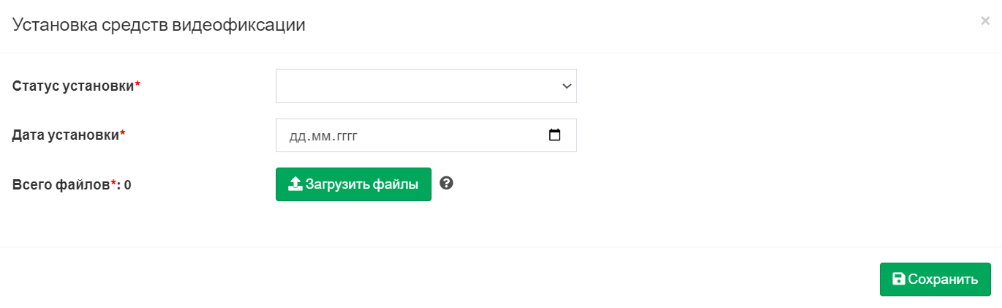 Установка средств видеофиксации ×
Статус установки*
Дата установки* дд.мм.гггг
Всего файлов*: 0 Загрузить файлы ?
Сохранить